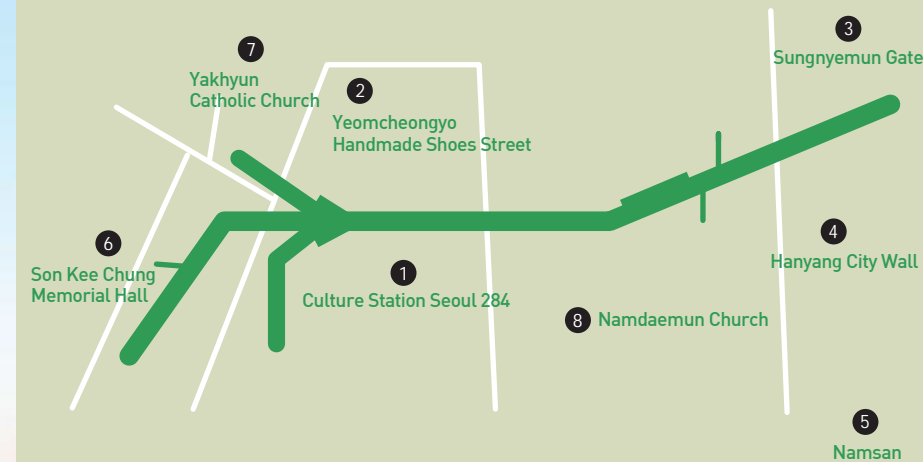 3
Sungnyemun Gate
7
Yakhyun
Catholic Church
2
Yeomcheongyo
Handmade Shoes Street
4
Hanyang City Wall
6
Son Kee Chung
Memorial Hall
1
Culture Station Seoul 284
8 Namdaemun Church
5
Namsan